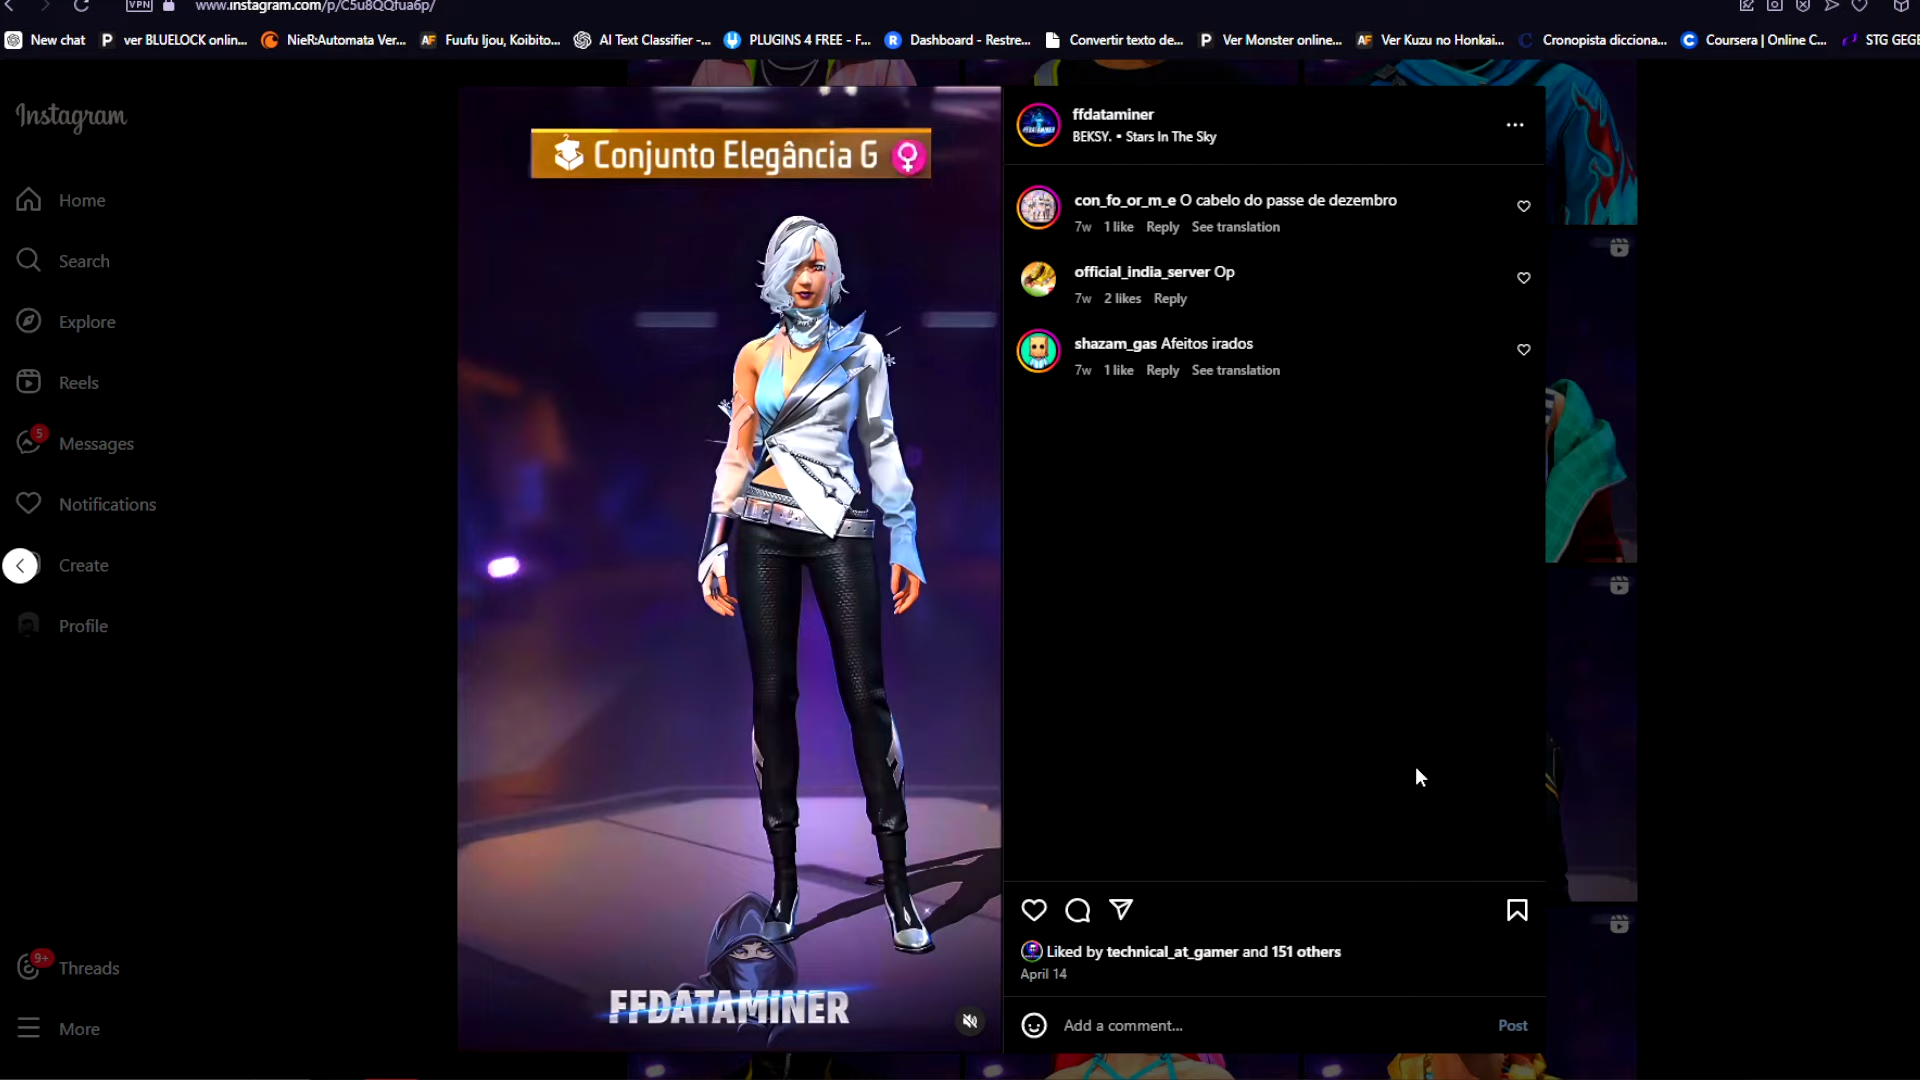 VPN
www.instagram.com/p/C5u8QQfua6p/
New chat
ver BLUELOCK onlin...
NieR:Automata Ver...
AF Fuufu Ijou, Koibito...
AI Text Classifier -...
PLUGINS 4 FREE - F...
R Dashboard - Restre...
Convertir texto de...
P Ver Monster online...
AF Ver Kuzu no Honkai...
Cronopista dicciona...
Coursera | Online C...
STG GEGE
Instagram
Home
Search
Explore
Reels
5
Messages
Notifications
Create
Profile
9+
Threads
More
Conjunto Elegância G
FFDATAMINER
ffdataminer
BEKSY. • Stars In The Sky
con_fo_or_m_e O cabelo do passe de dezembro
7w 1 like Reply See translation
official_india_server Op
7w 2 likes Reply
shazam_gas Afeitos irados
7w 1 like Reply See translation
Liked by technical_at_gamer and 151 others
April 14
Add a comment...
Post